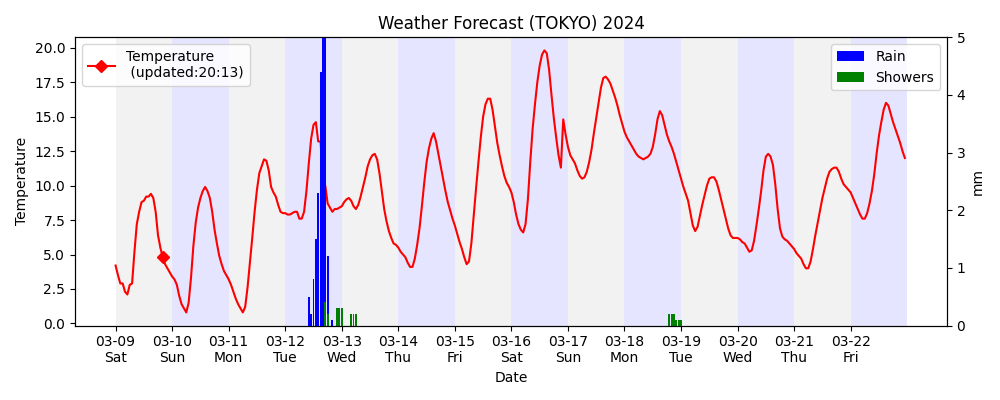 Weather Forecast (TOKYO) 2024
Temperature
(updated:20:13)
Rain
Showers
Temperature
20.0
17.5
15.0
12.5
10.0
7.5
5.0
2.5
0.0
5
4
3
2
1
0
mm
03-09 03-10 03-11 03-12 03-13 03-14 03-15 03-16 03-17 03-18 03-19 03-20 03-21 03-22
Sat Sun Mon Tue Wed Thu Fri Sat Sun Mon Tue Wed Thu Fri
Date